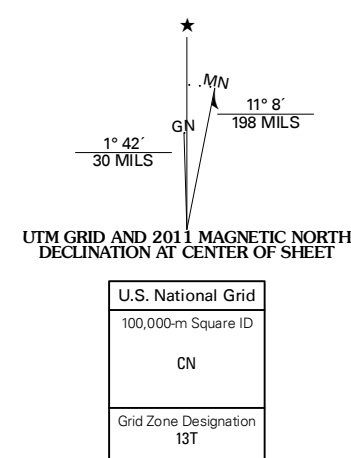 MN
11° 8´
198 MILS
GN
1° 42´
30 MILS
UTM GRID AND 2011 MAGNETIC NORTH
DECLINATION AT CENTER OF SHEET
U.S. National Grid
100,000-m Square ID
CN
Grid Zone Designation
13T